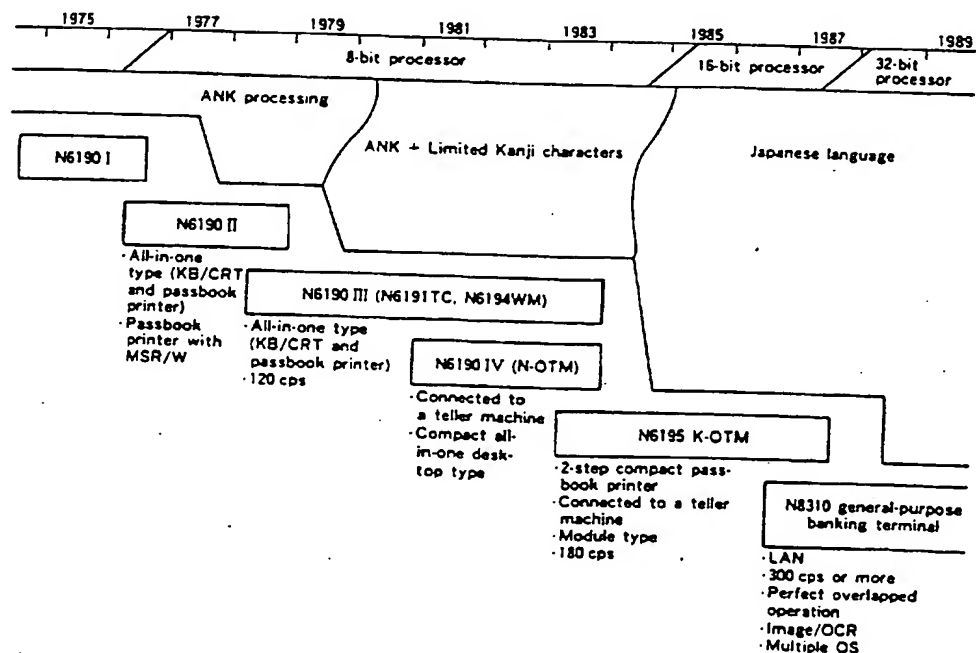 1975 1977 1979 1981 1983 1985 1987 1989
8-bit processor
16-bit processor
32-bit
processor
ANK processing
ANK + Limited Kanji characters
Japanese language
N6190 I
N6190 II
·All-in-one
type (KB/CRT
and passbook
printer)
·Passbook
printer with
MSR/W
N6190 III (N6191TC, N6194WM)
·All-in-one type
(KB/CRT and
passbook printer)
·120 cps
N6190 IV (N-OTM)
·Connected to
a teller machine
·Compact all-
in-one desk-
top type
N6195 K-OTM
·2-step compact pass-
book printer
·Connected to a teller
machine
·Module type
·180 cps
N8310 general-purpose
banking terminal
·LAN
·300 cps or more
·Perfect overlapped
operation
·Image/OCR
·Multiple OS